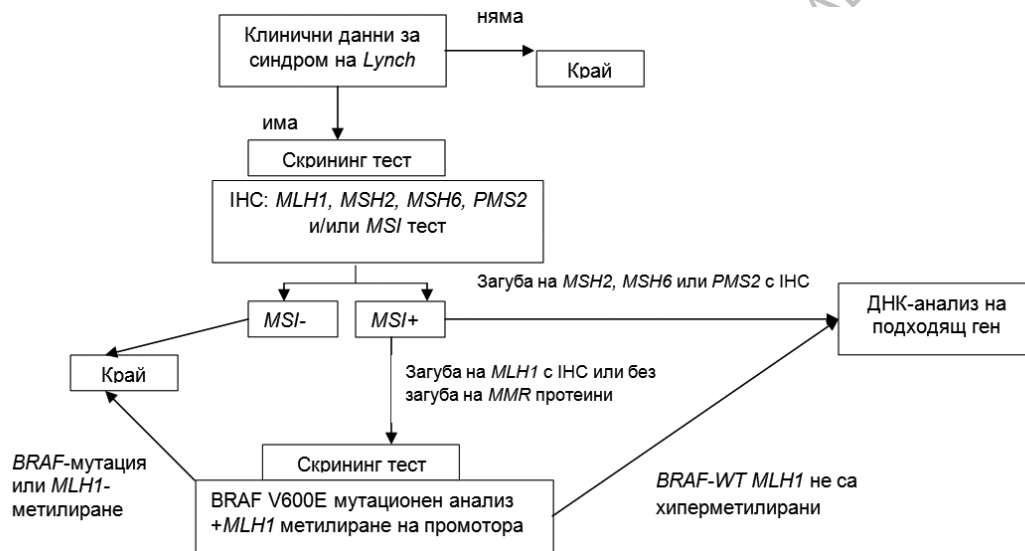 няма
Клинични данни за
синдром на Lynch
Край
има
Скрининг тест
IHC: MLH1, MSH2, MSH6, PMS2
и/или MSI тест
Загуба на MSH2, MSH6 или PMS2 с IHC
MSI-
MSI+
ДНК-анализ на
подходящ ген
Край
Загуба на MLH1 с IHC или без
загуба на MMR протеини
Скрининг тест
BRAF-мутация
или MLH1-
метилиране
BRAF V600E мутационен анализ
+MLH1 метилиране на промотора
BRAF-WT MLH1 не са
хиперметилирани